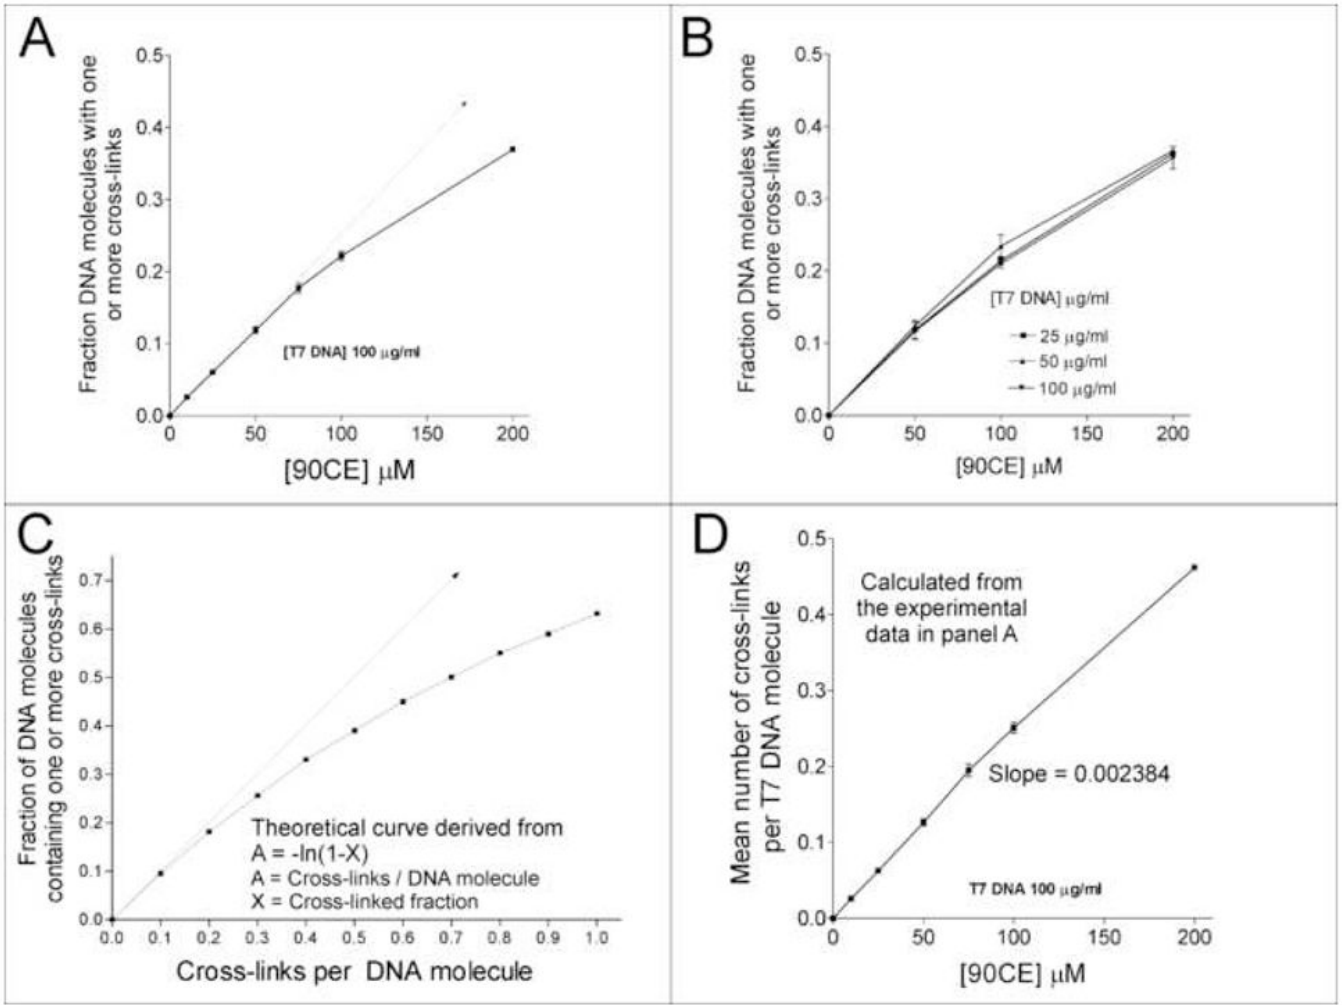 A
Fraction DNA molecules with one
or more cross-links
0.5
0.4
0.3
0.2
0.1
0.0
[T7 DNA] 100 µg/ml
0 50 100 150 200
[90CE] µM
B
Fraction DNA molecules with one
or more cross-links
0.5
0.4
0.3
0.2
0.1
0.0
[T7 DNA] µg/ml
25 µg/ml
50 µg/ml
100 µg/ml
0 50 100 150 200
[90CE] µM
C
Fraction of DNA molecules
containing one or more cross-links
0.7
0.6
0.5
0.4
0.3
0.2
0.1
0.0
Theoretical curve derived from
A = -ln(1-X)
A = Cross-links / DNA molecule
X = Cross-linked fraction
0.0 0.1 0.2 0.3 0.4 0.5 0.6 0.7 0.8 0.9 1.0
Cross-links per DNA molecule
D
Mean number of cross-links
per T7 DNA molecule
0.5
0.4
0.3
0.2
0.1
0.0
Calculated from
the experimental
data in panel A
Slope = 0.002384
T7 DNA 100 µg/ml
0 50 100 150 200
[90CE] µM